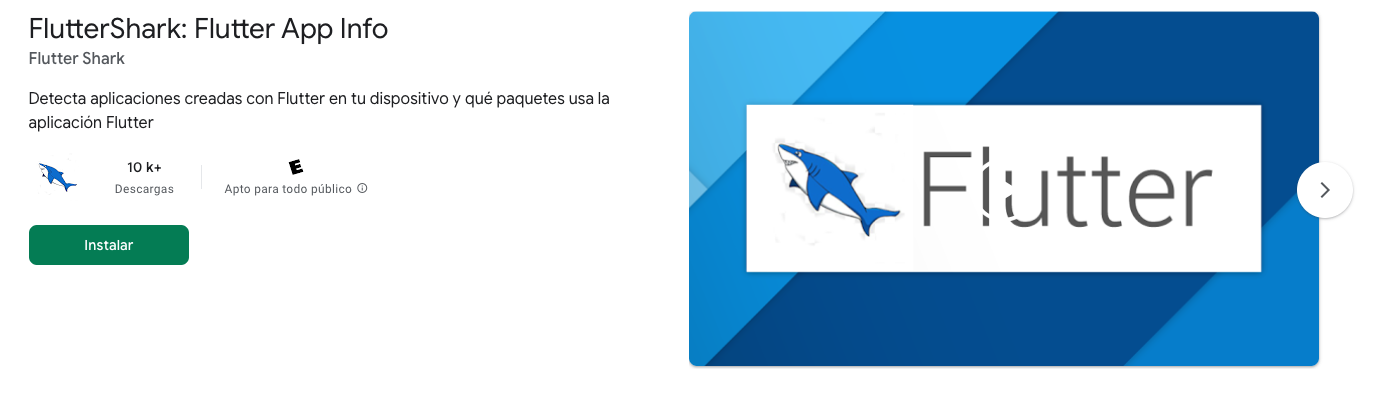 FlutterShark: Flutter App Info
Flutter Shark
Detecta aplicaciones creadas con Flutter en tu dispositivo y qué paquetes usa la
aplicación Flutter
10 k+
Descargas
E
Apto para todo público
Instalar
Flutter